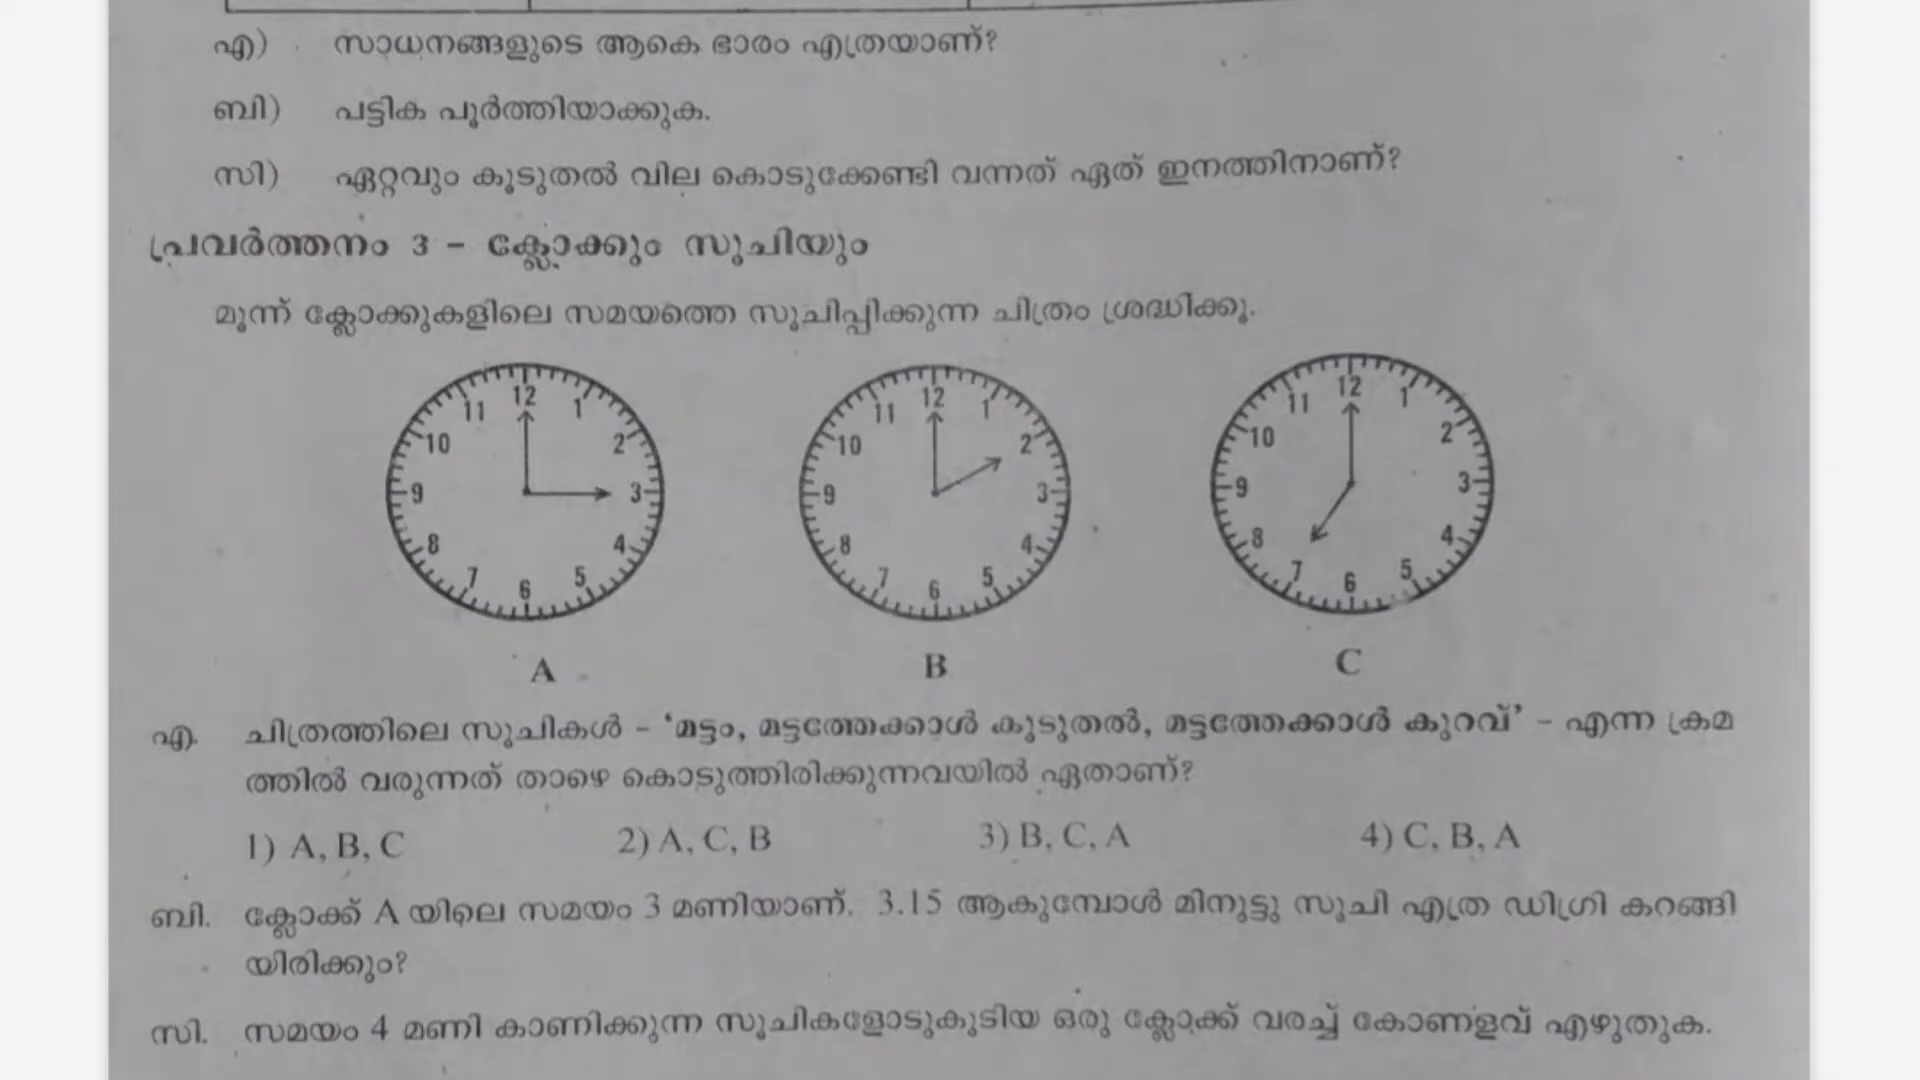 എ) സാധനങ്ങളുടെ ആകെ ഭാരം എത്രയാണ്?
ബി) പട്ടിക പൂർത്തിയാക്കുക.
സി) ഏറ്റവും കൂടുതൽ വില കൊടുക്കേണ്ടി വന്നത് ഏത് ഇനത്തിനാണ്?
പ്രവർത്തനം 3 – ക്ലോക്കും സൂചിയും
മൂന്ന് ക്ലോക്കുകളിലെ സമയത്തെ സൂചിപ്പിക്കുന്ന ചിത്രം ശ്രദ്ധിക്കൂ.
12 1 2 3 4 5 6 7 8 9 10 11
12 1 2 3 4 5 6 7 8 9 10 11
12 1 2 3 4 5 6 7 8 9 10 11
A B C
എ. ചിത്രത്തിലെ സൂചികൾ – ‘മട്ടം, മട്ടത്തേക്കാൾ കൂടുതൽ, മട്ടത്തേക്കാൾ കുറവ്’ – എന്ന ക്രമ
ത്തിൽ വരുന്നത് താഴെ കൊടുത്തിരിക്കുന്നവയിൽ ഏതാണ്?
1) A, B, C 2) A, C, B 3) B, C, A 4) C, B, A
ബി. ക്ലോക്ക് A യിലെ സമയം 3 മണിയാണ്. 3.15 ആകുമ്പോൾ മിനുട്ടു സൂചി എത്ര ഡിഗ്രി കറങ്ങി
യിരിക്കും?
സി. സമയം 4 മണി കാണിക്കുന്ന സൂചികളോടുകൂടിയ ഒരു ക്ലോക്ക് വരച്ച് കോണളവ് എഴുതുക.